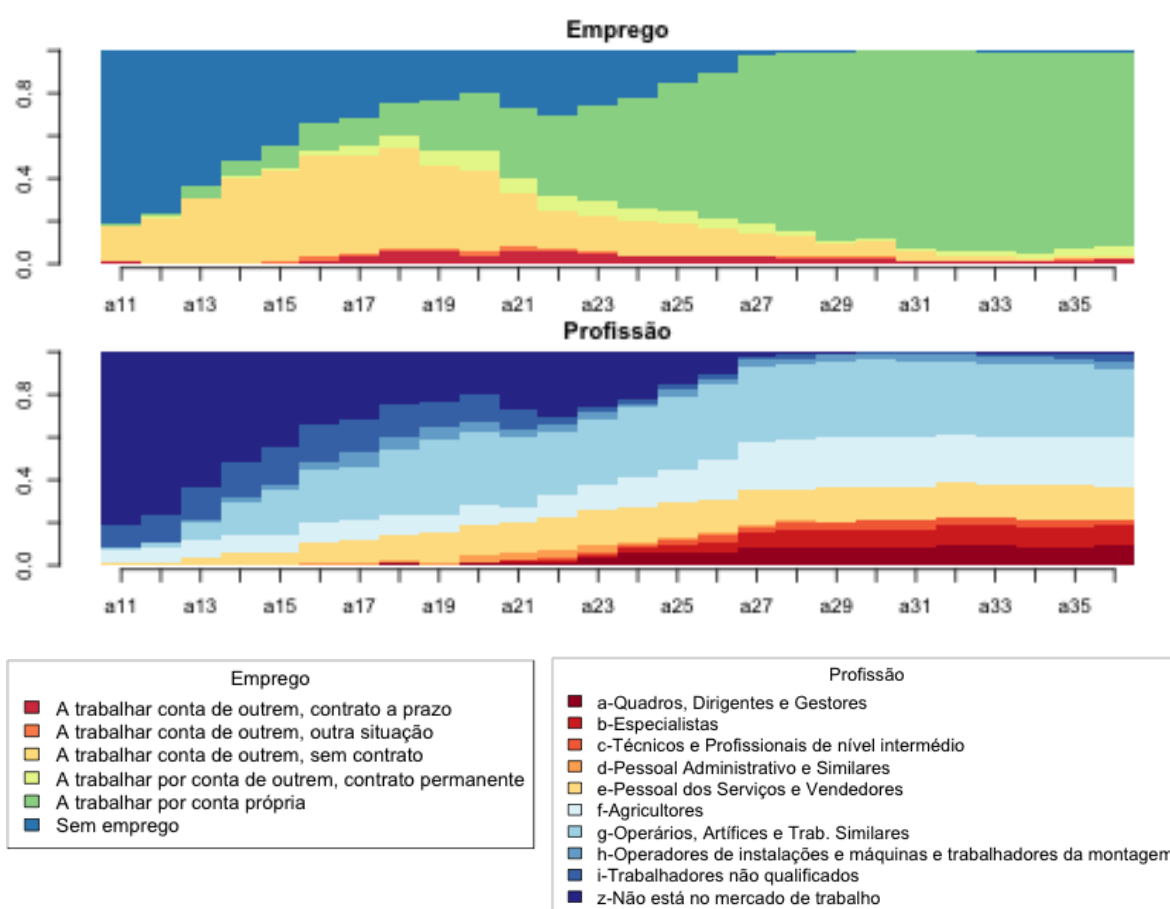 Emprego
0.8
0.4
0.0
a11 a13 a15 a17 a19 a21 a23 a25 a27 a29 a31 a33 a35
Profissão
0.8
0.4
0.0
a11 a13 a15 a17 a19 a21 a23 a25 a27 a29 a31 a33 a35
Emprego
A trabalhar conta de outrem, contrato a prazo
A trabalhar conta de outrem, outra situação
A trabalhar conta de outrem, sem contrato
A trabalhar por conta de outrem, contrato permanente
A trabalhar por conta própria
Sem emprego
Profissão
a-Quadros, Dirigentes e Gestores
b-Especialistas
c-Técnicos e Profissionais de nível intermédio
d-Pessoal Administrativo e Similares
e-Pessoal dos Serviços e Vendedores
f-Agricultores
g-Operários, Artífices e Trab. Similares
h-Operadores de instalações e máquinas e trabalhadores da montagem
i-Trabalhadores não qualificados
z-Não está no mercado de trabalho